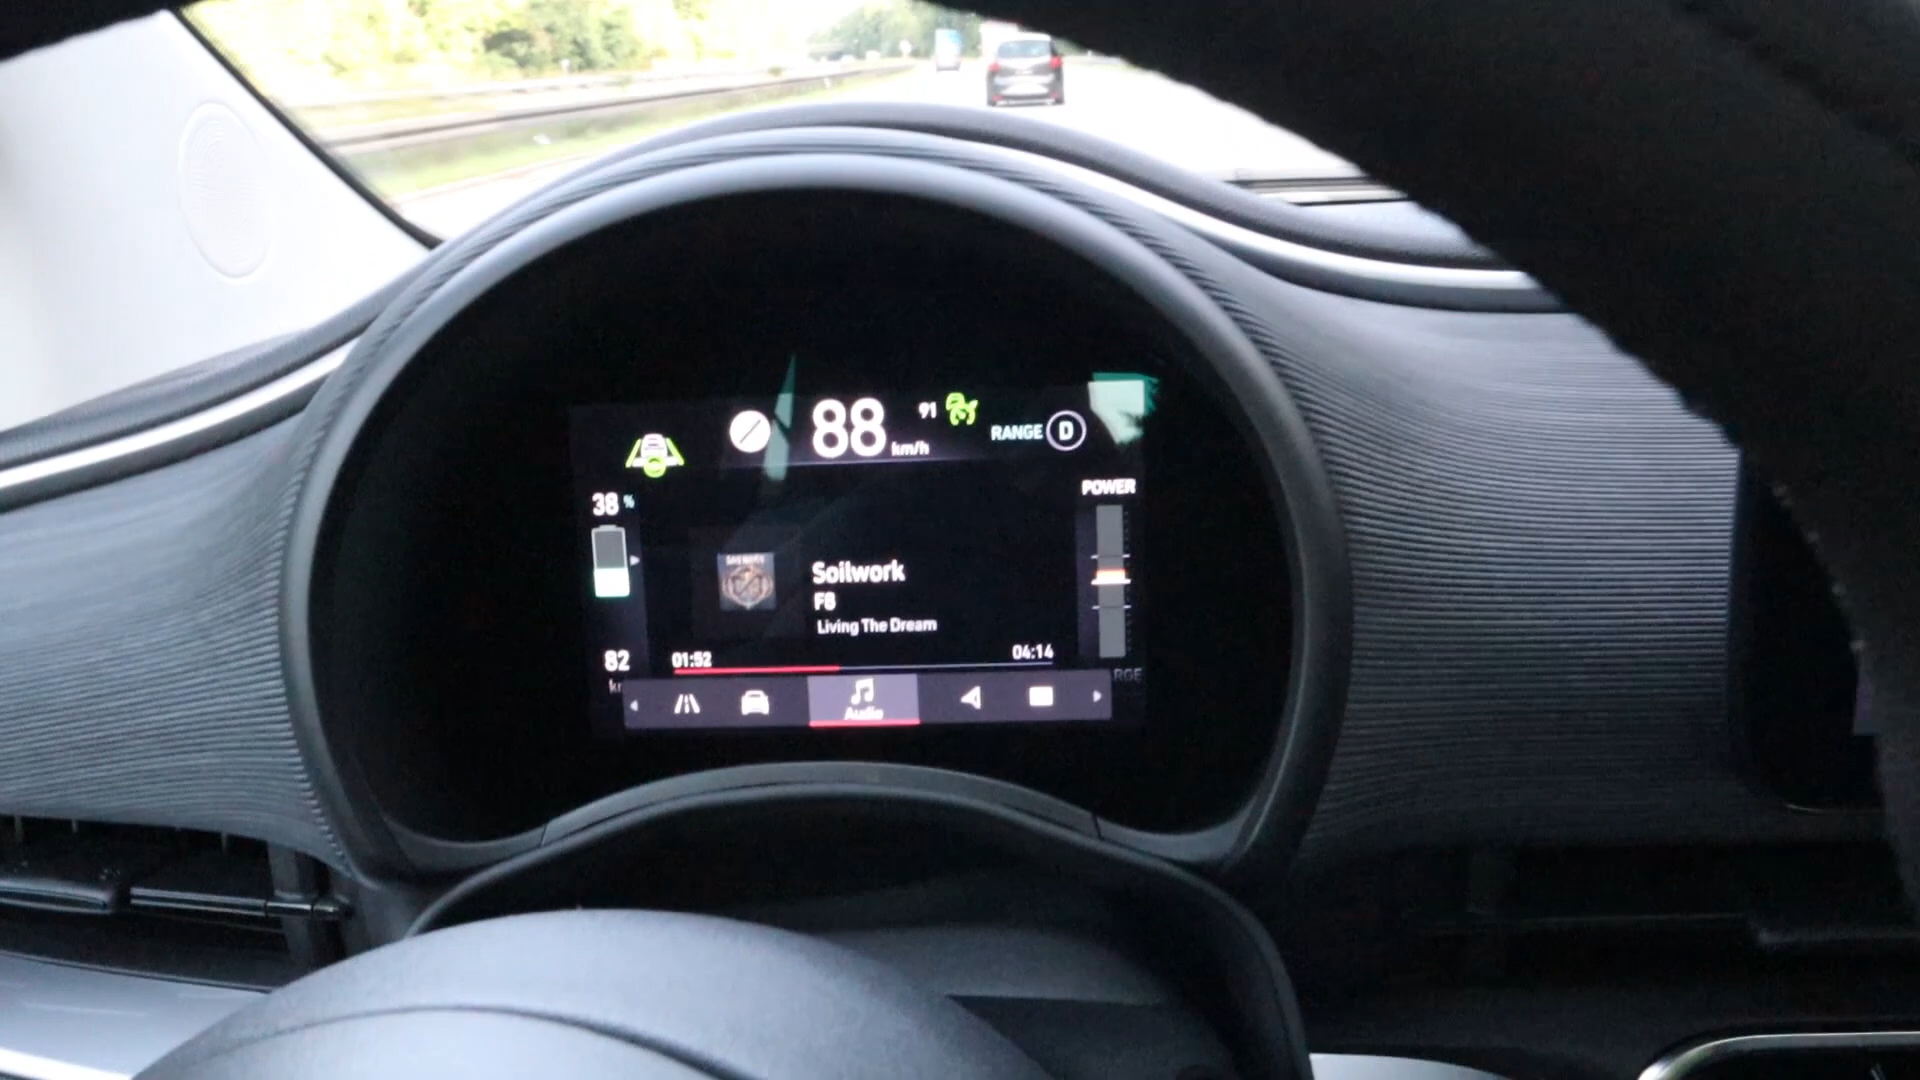 88 km/h
91
RANGE D
38 %
POWER
Soilwork
F8
Living The Dream
82
01:52
04:14
Audio